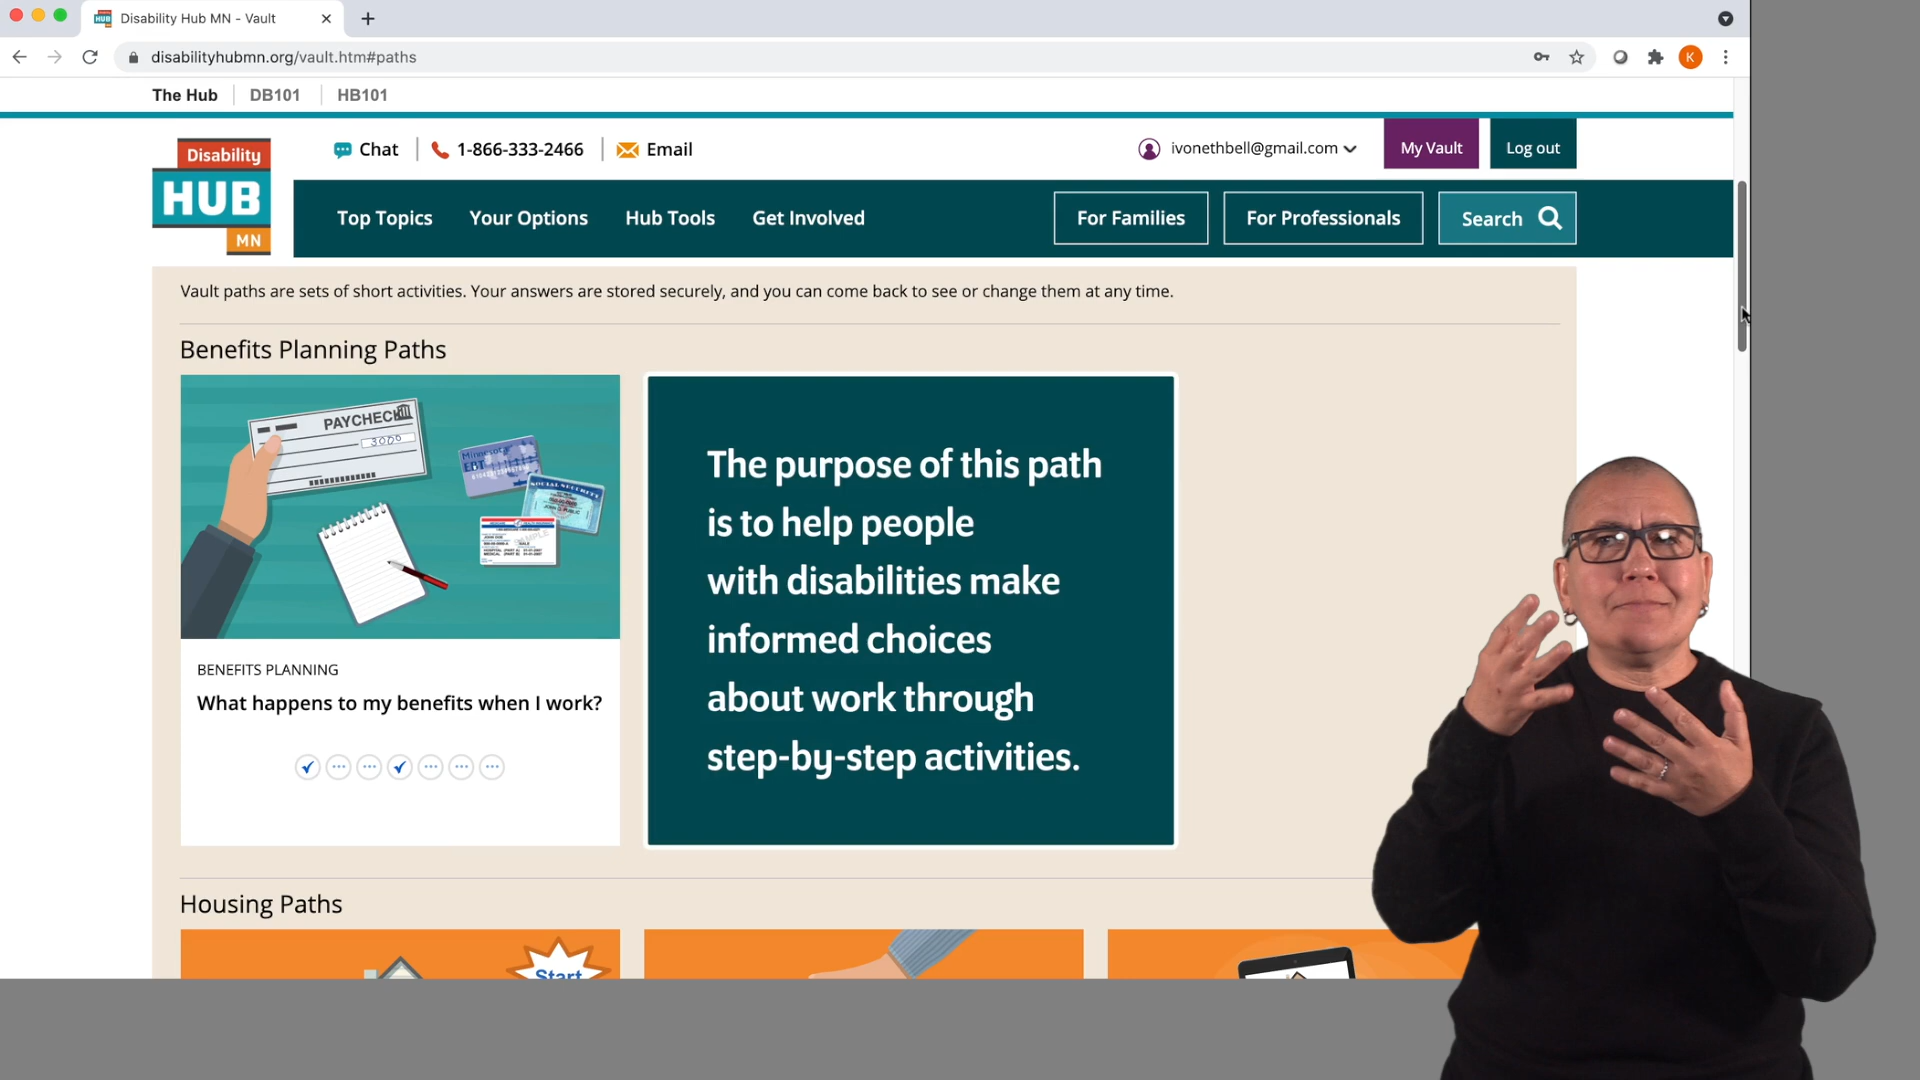 Disability Hub MN - Vault
disabilityhubmn.org/vault.htm#paths
K
The Hub
DB101
HB101
Disability
HUB
MN
Chat
1-866-333-2466
Email
ivonethbell@gmail.com
My Vault
Log out
Top Topics
Your Options
Hub Tools
Get Involved
For Families
For Professionals
Search
Vault paths are sets of short activities. Your answers are stored securely, and you can come back to see or change them at any time.
Benefits Planning Paths
PAYCHECK
3000
Minnesota
EBT
SOCIAL SECURITY
BENEFITS PLANNING
What happens to my benefits when I work?
The purpose of this path
is to help people
with disabilities make
informed choices
about work through
step-by-step activities.
Housing Paths
Start